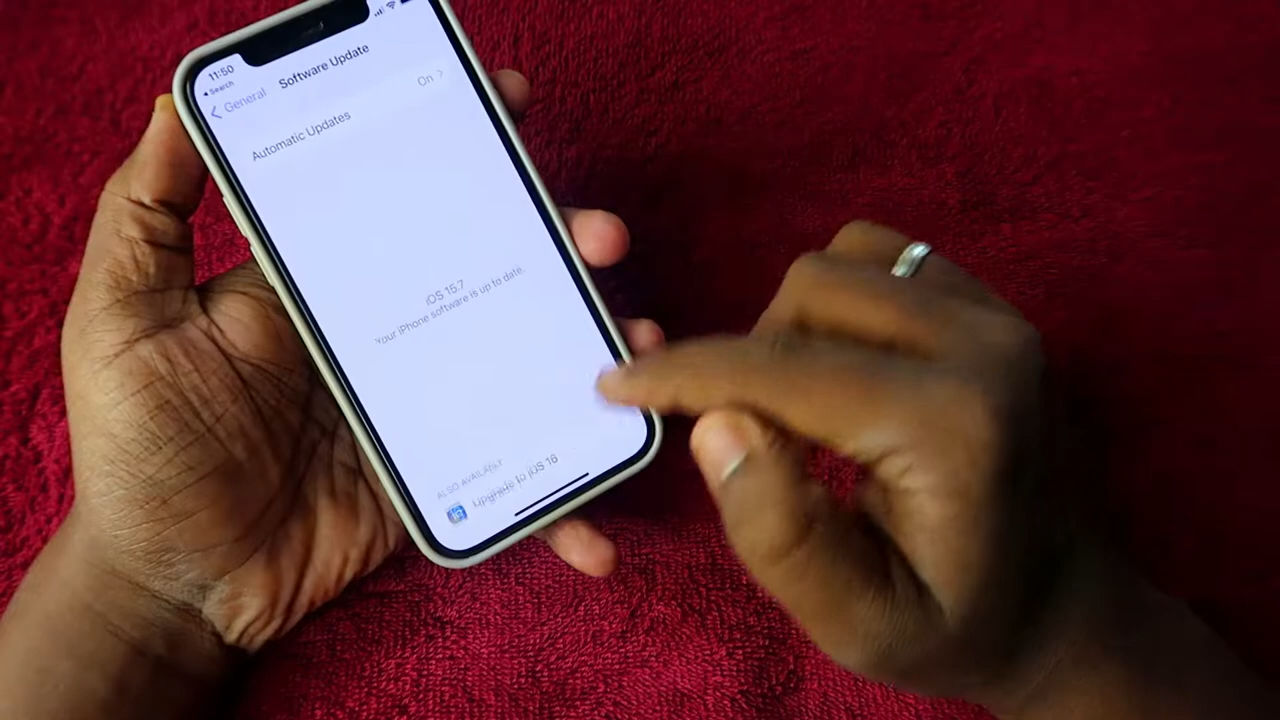 11:50
Search
General
Software Update
Automatic Updates
On
iOS 15.7
Your iPhone software is up to date.
ALSO AVAILABLE
Upgrade to iOS 16